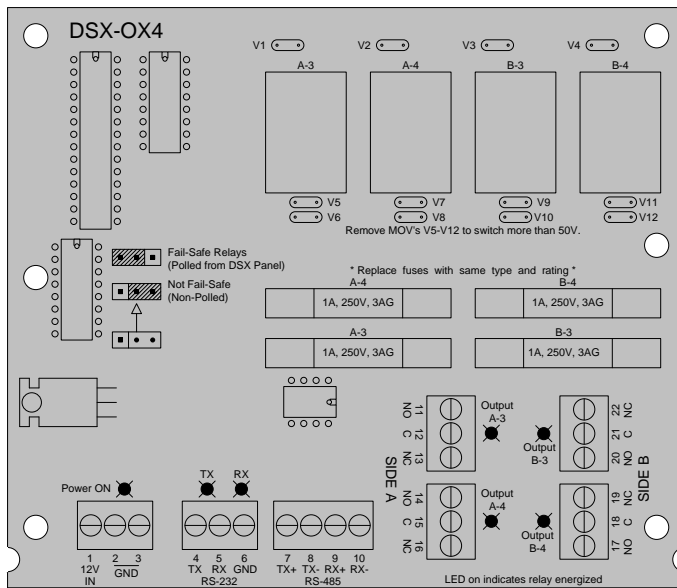 DSX-OX4
V1 V2 V3 V4
A-3 A-4 B-3 B-4
V5 V7 V9 V11
V6 V8 V10 V12
Remove MOV's V5-V12 to switch more than 50V.
Fail-Safe Relays
(Polled from DSX Panel)
Not Fail-Safe
(Non-Polled)
* Replace fuses with same type and rating *
A-4 B-4
1A, 250V, 3AG 1A, 250V, 3AG
A-3 B-3
1A, 250V, 3AG 1A, 250V, 3AG
11 NO
12 C
13 NC
Output
A-3
Output
B-3
22 NC
21 C
20 NO
SIDE A
SIDE B
14 NO
15 C
16 NC
Output
A-4
Output
B-4
19 NC
18 C
17 NO
Power ON
TX RX
1 2 3
12V GND
IN
4 5 6
TX RX GND
RS-232
7 8 9 10
TX+ TX- RX+ RX-
RS-485
LED on indicates relay energized